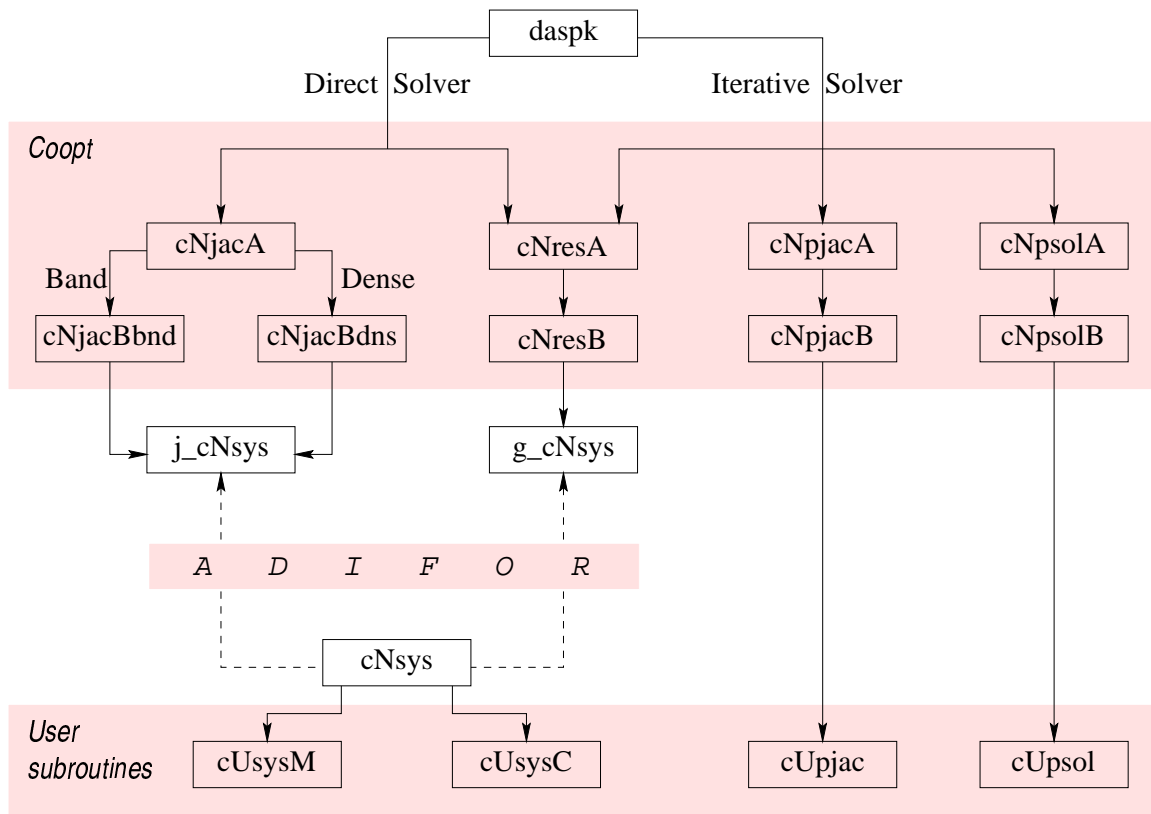 daspk
Direct Solver
Iterative Solver
Coopt
cNjacA
cNresA
cNpjacA
cNpsolA
Band
Dense
cNjacBbnd
cNjacBdns
cNresB
cNpjacB
cNpsolB
j_cNsys
g_cNsys
A D I F O R
cNsys
User
subroutines
cUsysM
cUsysC
cUpjac
cUpsol